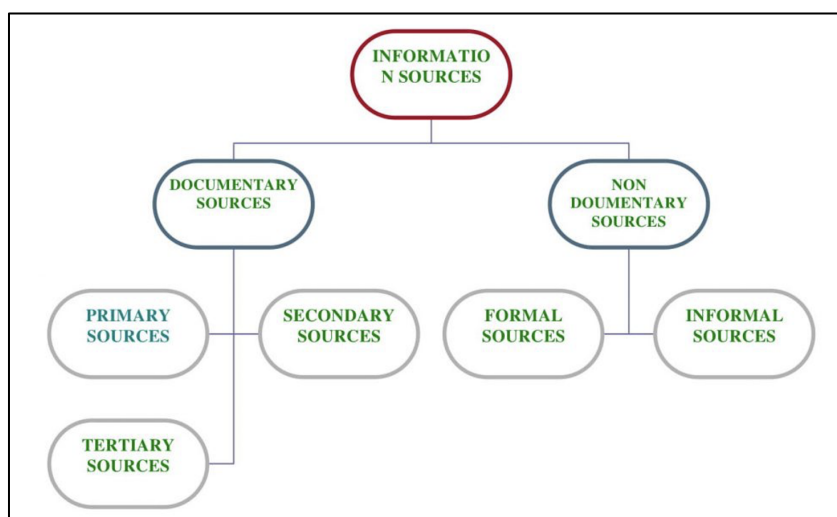 INFORMATIO
N SOURCES
DOCUMENTARY
SOURCES
NON
DOUMENTARY
SOURCES
PRIMARY
SOURCES
SECONDARY
SOURCES
FORMAL
SOURCES
INFORMAL
SOURCES
TERTIARY
SOURCES